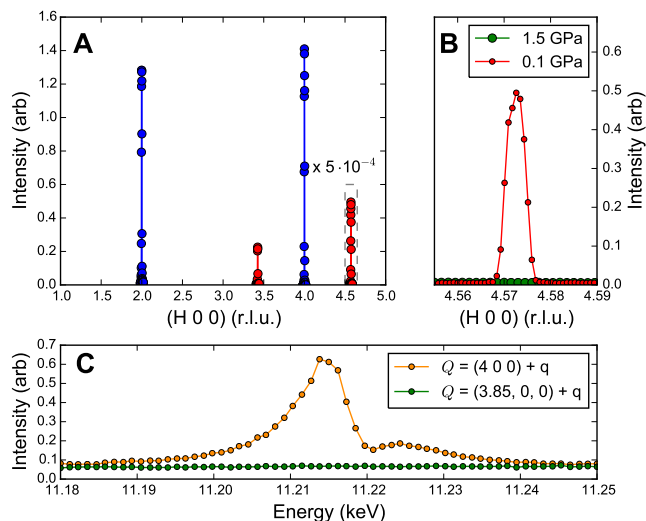 A
Intensity (arb)
1.6
1.4
1.2
1.0
0.8
0.6
0.4
0.2
0.0
x 5·10⁻⁴
1.0 1.5 2.0 2.5 3.0 3.5 4.0 4.5 5.0
(H 0 0) (r.l.u.)
B
1.5 GPa
0.1 GPa
0.6
0.5
0.4
0.3
0.2
0.1
0.0
Intensity (arb)
4.56 4.57 4.58 4.59
(H 0 0) (r.l.u.)
C
Intensity (arb)
0.7
0.6
0.5
0.4
0.3
0.2
0.1
0.0
Q = (4 0 0) + q
Q = (3.85, 0, 0) + q
11.18 11.19 11.20 11.21 11.22 11.23 11.24 11.25
Energy (keV)